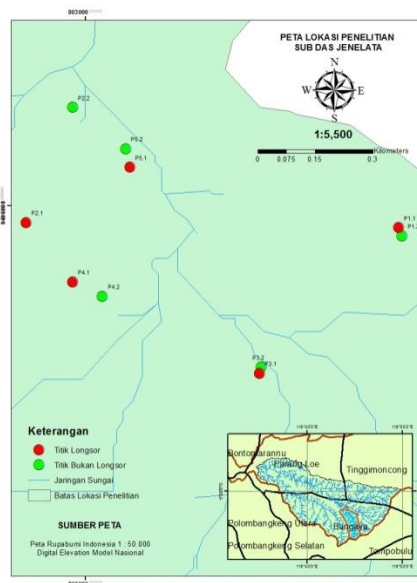 803000
PETA LOKASI PENELITIAN
SUB DAS JENELATA
N
W
E
S
1:5,500
Kilometers
0 0.075 0.15 0.3
P2.2
P5.2
P5.1
P2.1
P1.1
P4.1
P4.2
P3.2
P3.1
Keterangan
Titik Longsor
Titik Bukan Longsor
Jaringan Sungai
Batas Lokasi Penelitian
SUMBER PETA
Peta Rupabumi Indonesia 1 : 50.000
Digital Elevation Model Nasional
Parang Loe
Tinggimoncong
Polombangkeng Utara
Bungaya
Polombangkeng Selatan
Tompobulu